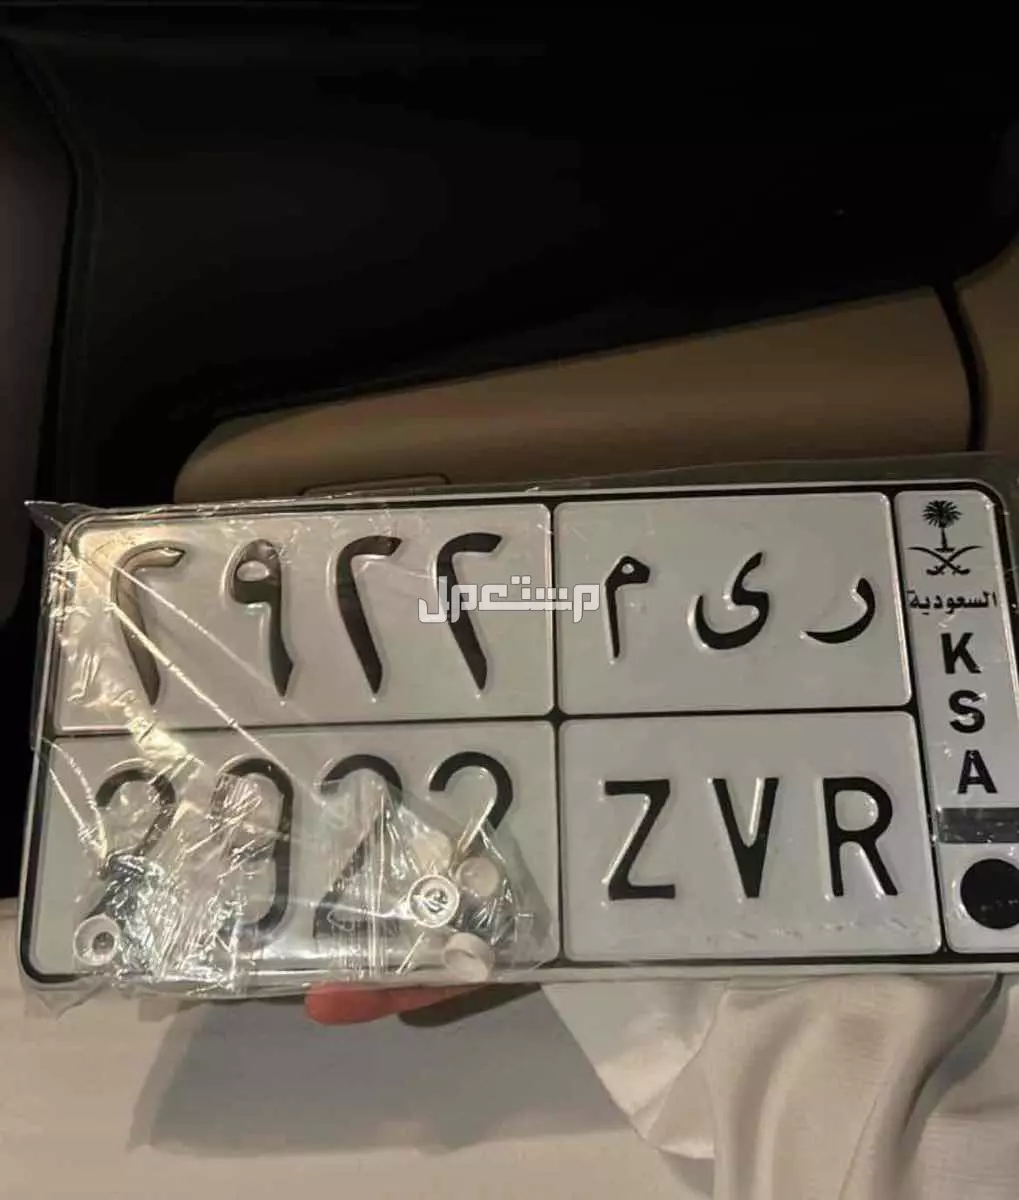 ر ى م ٢٩٢٢
2922 ZVR
السعودية
K
S
A
مستعمل